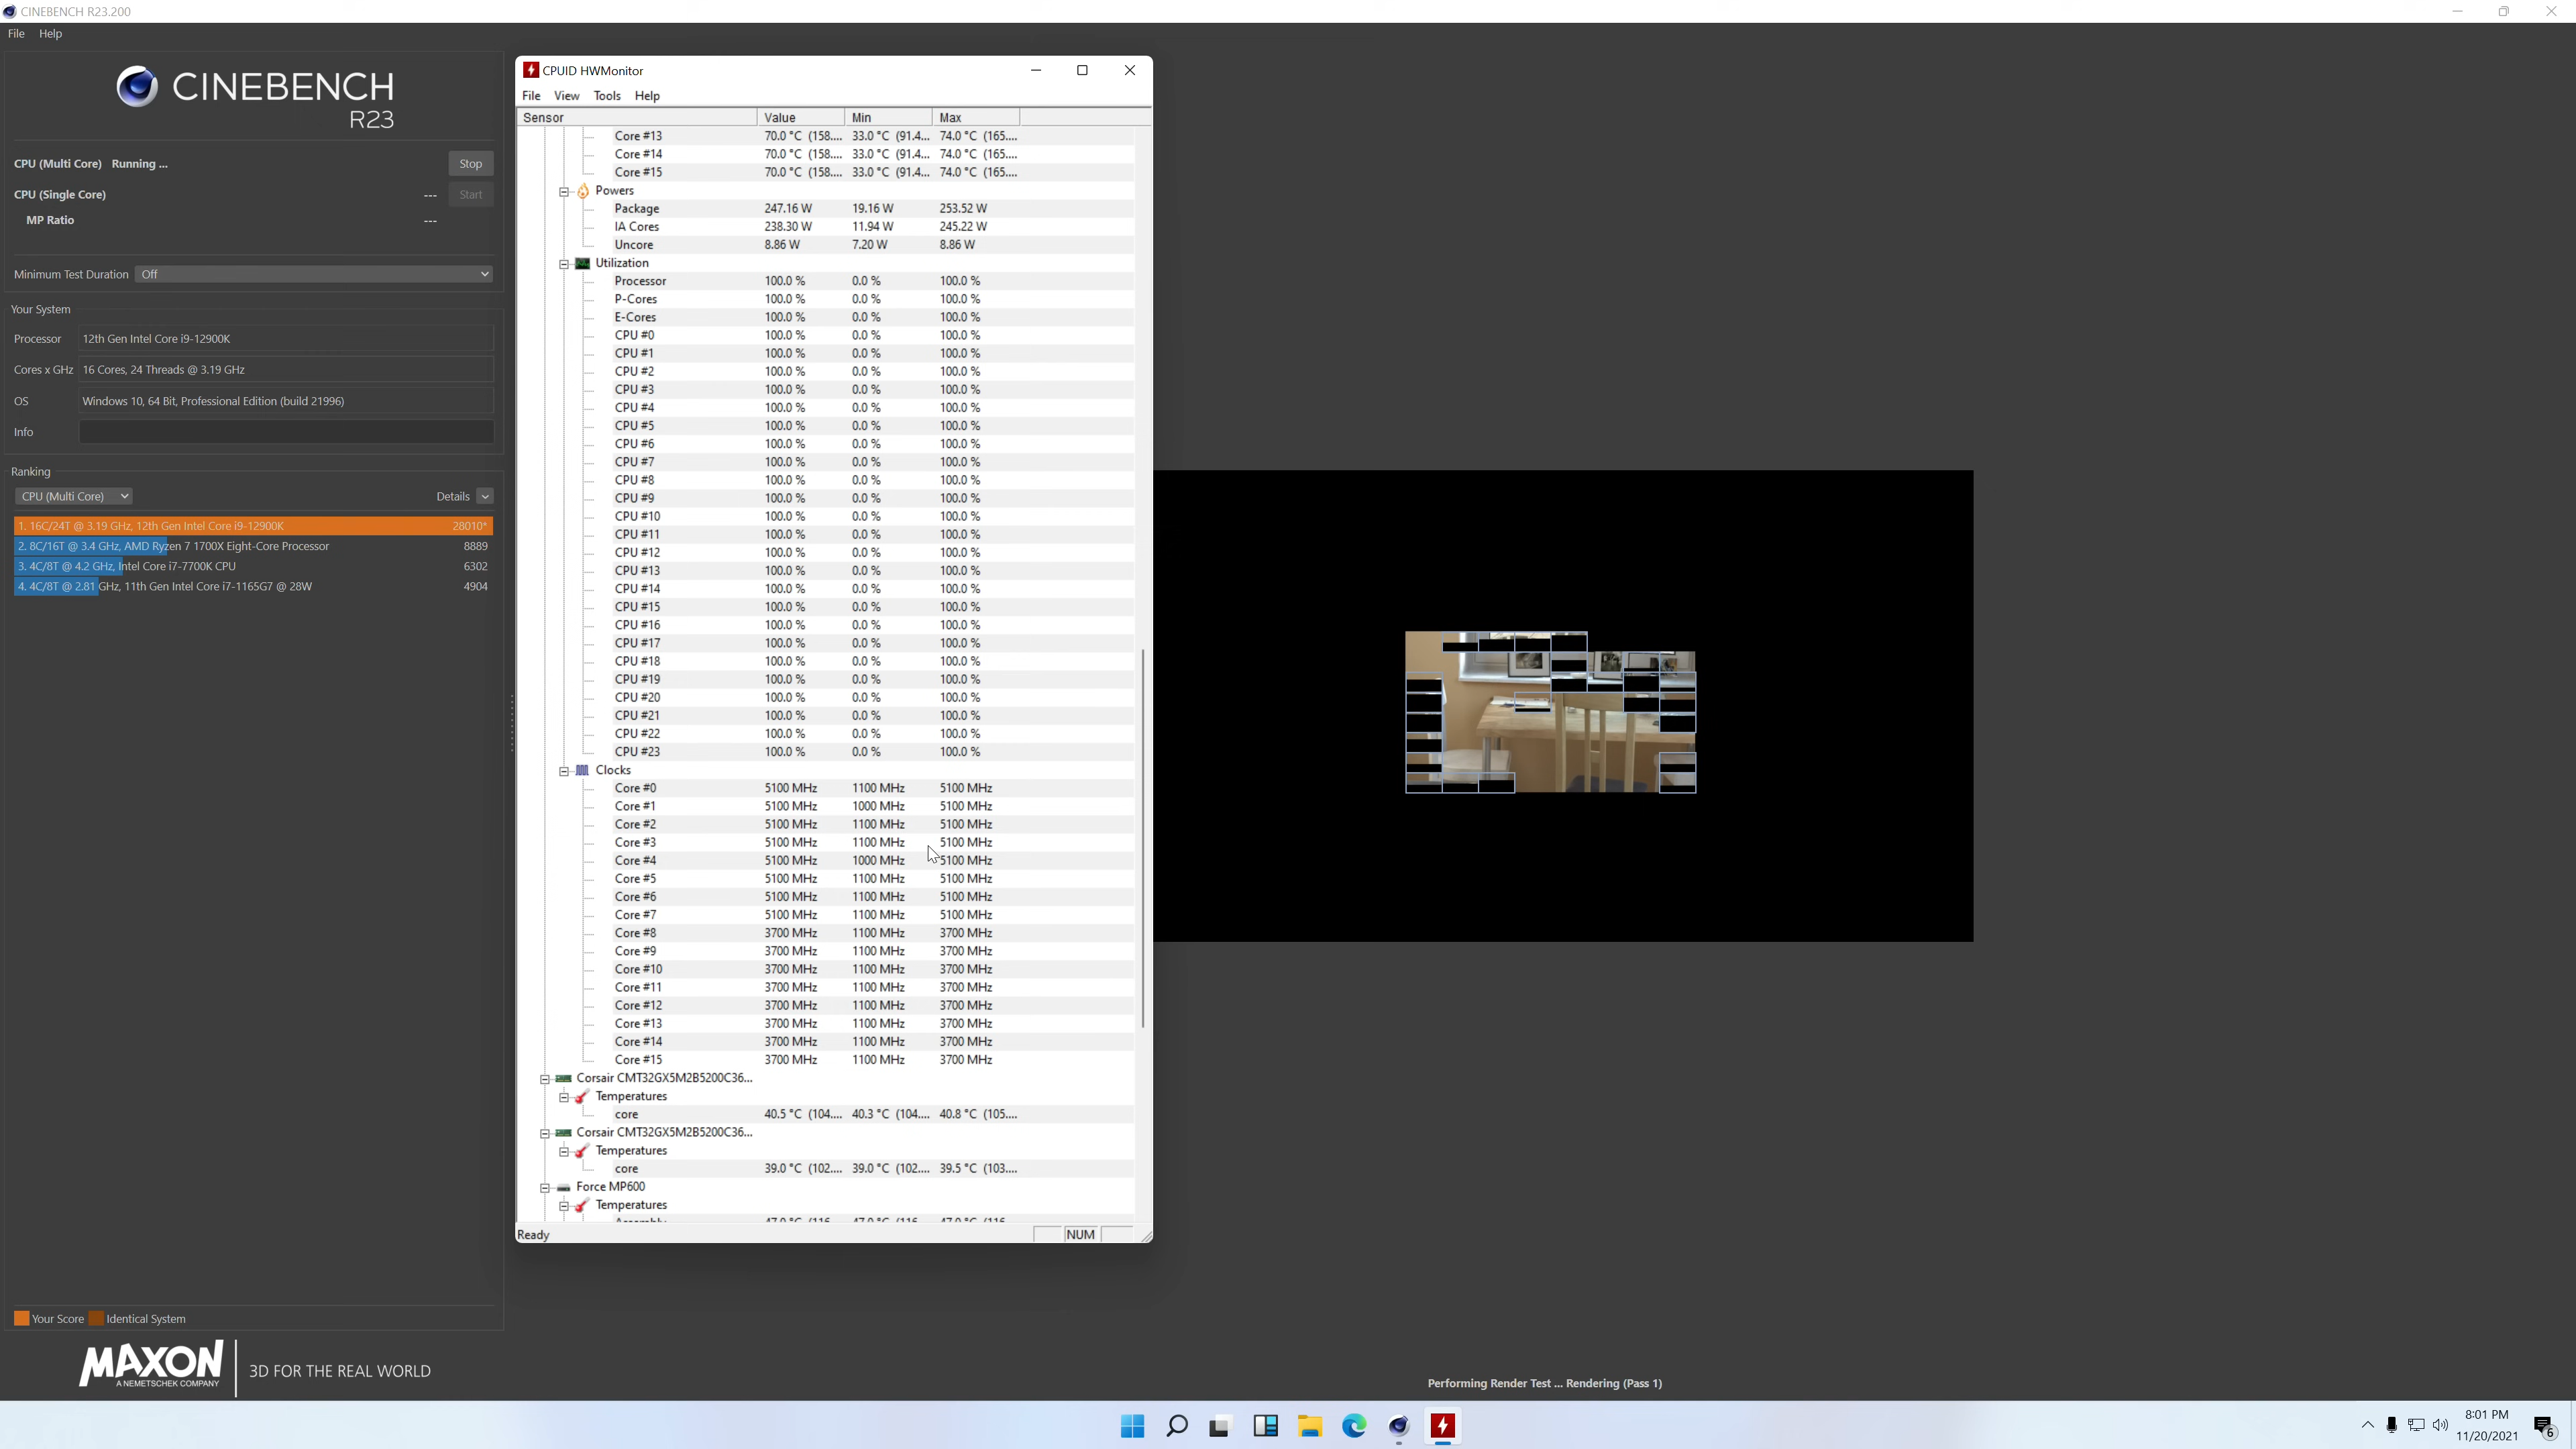 CINEBENCH R23.200
File Help
CINEBENCH
R23
CPU (Multi Core) Running ... Stop
CPU (Single Core) --- Start
MP Ratio ---
Minimum Test Duration Off
Your System
Processor 12th Gen Intel Core i9-12900K
Cores x GHz 16 Cores, 24 Threads @ 3.19 GHz
OS Windows 10, 64 Bit, Professional Edition (build 21996)
Info
Ranking
CPU (Multi Core) Details
1. 16C/24T @ 3.19 GHz, 12th Gen Intel Core i9-12900K 28010*
2. 8C/16T @ 3.4 GHz, AMD Ryzen 7 1700X Eight-Core Processor 8889
3. 4C/8T @ 4.2 GHz, Intel Core i7-7700K CPU 6302
4. 4C/8T @ 2.81 GHz, 11th Gen Intel Core i7-1165G7 @ 28W 4904
Your Score Identical System
MAXON
A NEMETSCHEK COMPANY
3D FOR THE REAL WORLD
CPUID HWMonitor
File View Tools Help
Sensor Value Min Max
Core #13 70.0 °C (158.... 33.0 °C (91.4... 74.0 °C (165....
Core #14 70.0 °C (158.... 33.0 °C (91.4... 74.0 °C (165....
Core #15 70.0 °C (158.... 33.0 °C (91.4... 74.0 °C (165....
Powers
Package 247.16 W 19.16 W 253.52 W
IA Cores 238.30 W 11.94 W 245.22 W
Uncore 8.86 W 7.20 W 8.86 W
Utilization
Processor 100.0 % 0.0 % 100.0 %
P-Cores 100.0 % 0.0 % 100.0 %
E-Cores 100.0 % 0.0 % 100.0 %
CPU #0 100.0 % 0.0 % 100.0 %
CPU #1 100.0 % 0.0 % 100.0 %
CPU #2 100.0 % 0.0 % 100.0 %
CPU #3 100.0 % 0.0 % 100.0 %
CPU #4 100.0 % 0.0 % 100.0 %
CPU #5 100.0 % 0.0 % 100.0 %
CPU #6 100.0 % 0.0 % 100.0 %
CPU #7 100.0 % 0.0 % 100.0 %
CPU #8 100.0 % 0.0 % 100.0 %
CPU #9 100.0 % 0.0 % 100.0 %
CPU #10 100.0 % 0.0 % 100.0 %
CPU #11 100.0 % 0.0 % 100.0 %
CPU #12 100.0 % 0.0 % 100.0 %
CPU #13 100.0 % 0.0 % 100.0 %
CPU #14 100.0 % 0.0 % 100.0 %
CPU #15 100.0 % 0.0 % 100.0 %
CPU #16 100.0 % 0.0 % 100.0 %
CPU #17 100.0 % 0.0 % 100.0 %
CPU #18 100.0 % 0.0 % 100.0 %
CPU #19 100.0 % 0.0 % 100.0 %
CPU #20 100.0 % 0.0 % 100.0 %
CPU #21 100.0 % 0.0 % 100.0 %
CPU #22 100.0 % 0.0 % 100.0 %
CPU #23 100.0 % 0.0 % 100.0 %
Clocks
Core #0 5100 MHz 1100 MHz 5100 MHz
Core #1 5100 MHz 1000 MHz 5100 MHz
Core #2 5100 MHz 1100 MHz 5100 MHz
Core #3 5100 MHz 1100 MHz 5100 MHz
Core #4 5100 MHz 1000 MHz 5100 MHz
Core #5 5100 MHz 1100 MHz 5100 MHz
Core #6 5100 MHz 1100 MHz 5100 MHz
Core #7 5100 MHz 1100 MHz 5100 MHz
Core #8 3700 MHz 1100 MHz 3700 MHz
Core #9 3700 MHz 1100 MHz 3700 MHz
Core #10 3700 MHz 1100 MHz 3700 MHz
Core #11 3700 MHz 1100 MHz 3700 MHz
Core #12 3700 MHz 1100 MHz 3700 MHz
Core #13 3700 MHz 1100 MHz 3700 MHz
Core #14 3700 MHz 1100 MHz 3700 MHz
Core #15 3700 MHz 1100 MHz 3700 MHz
Corsair CMT32GX5M2B5200C36...
Temperatures
core 40.5 °C (104.... 40.3 °C (104.... 40.8 °C (105....
Corsair CMT32GX5M2B5200C36...
Temperatures
core 39.0 °C (102.... 39.0 °C (102.... 39.5 °C (103....
Force MP600
Temperatures
Assembly 47.0 °C (116.... 47.0 °C (116.... 47.0 °C (116....
Ready NUM
Performing Render Test ... Rendering (Pass 1)
8:01 PM
11/20/2021
6